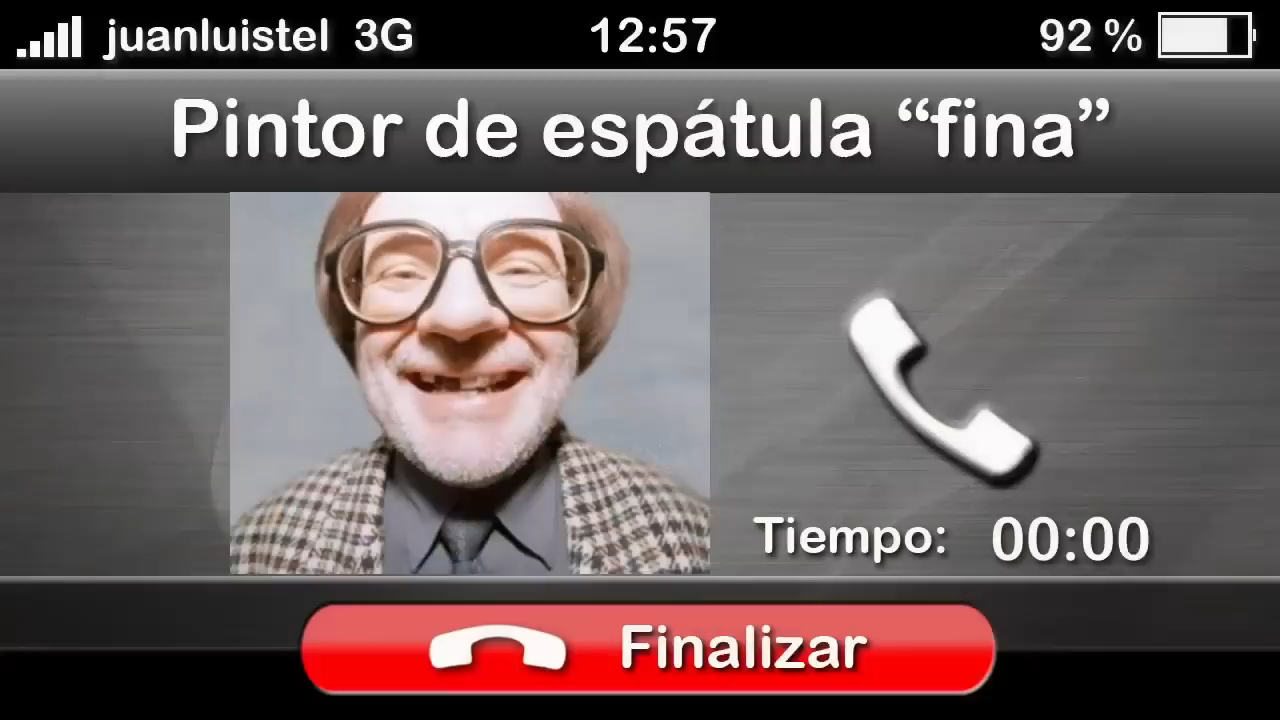 juanluistel 3G 12:57 92 %
Pintor de espátula “fina”
Tiempo: 00:00
Finalizar